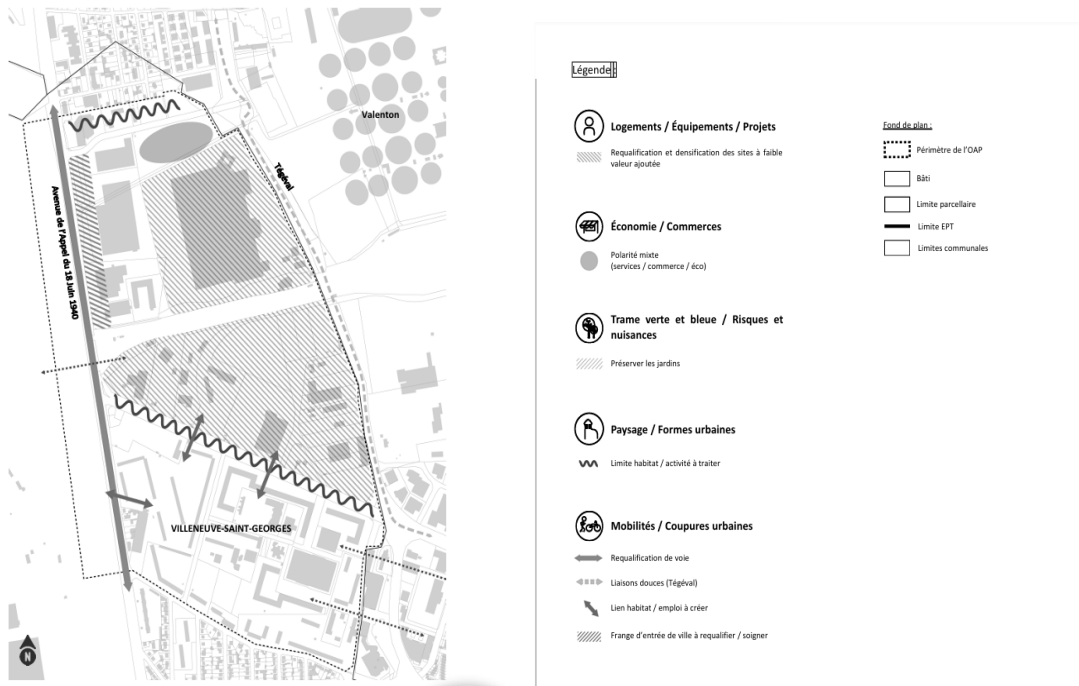 Valenton
Tégéval
Avenue de l'Appel du 18 Juin 1940
VILLENEUVE-SAINT-GEORGES
N
Légende :
Logements / Équipements / Projets
Requalification et densification des sites à faible
valeur ajoutée
Économie / Commerces
Polarité mixte
(services / commerce / éco)
Trame verte et bleue / Risques et
nuisances
Préserver les jardins
Paysage / Formes urbaines
Limite habitat / activité à traiter
Mobilités / Coupures urbaines
Requalification de voie
Liaisons douces (Tégéval)
Lien habitat / emploi à créer
Frange d'entrée de ville à requalifier / soigner
Fond de plan :
Périmètre de l'OAP
Bâti
Limite parcellaire
Limite EPT
Limites communales